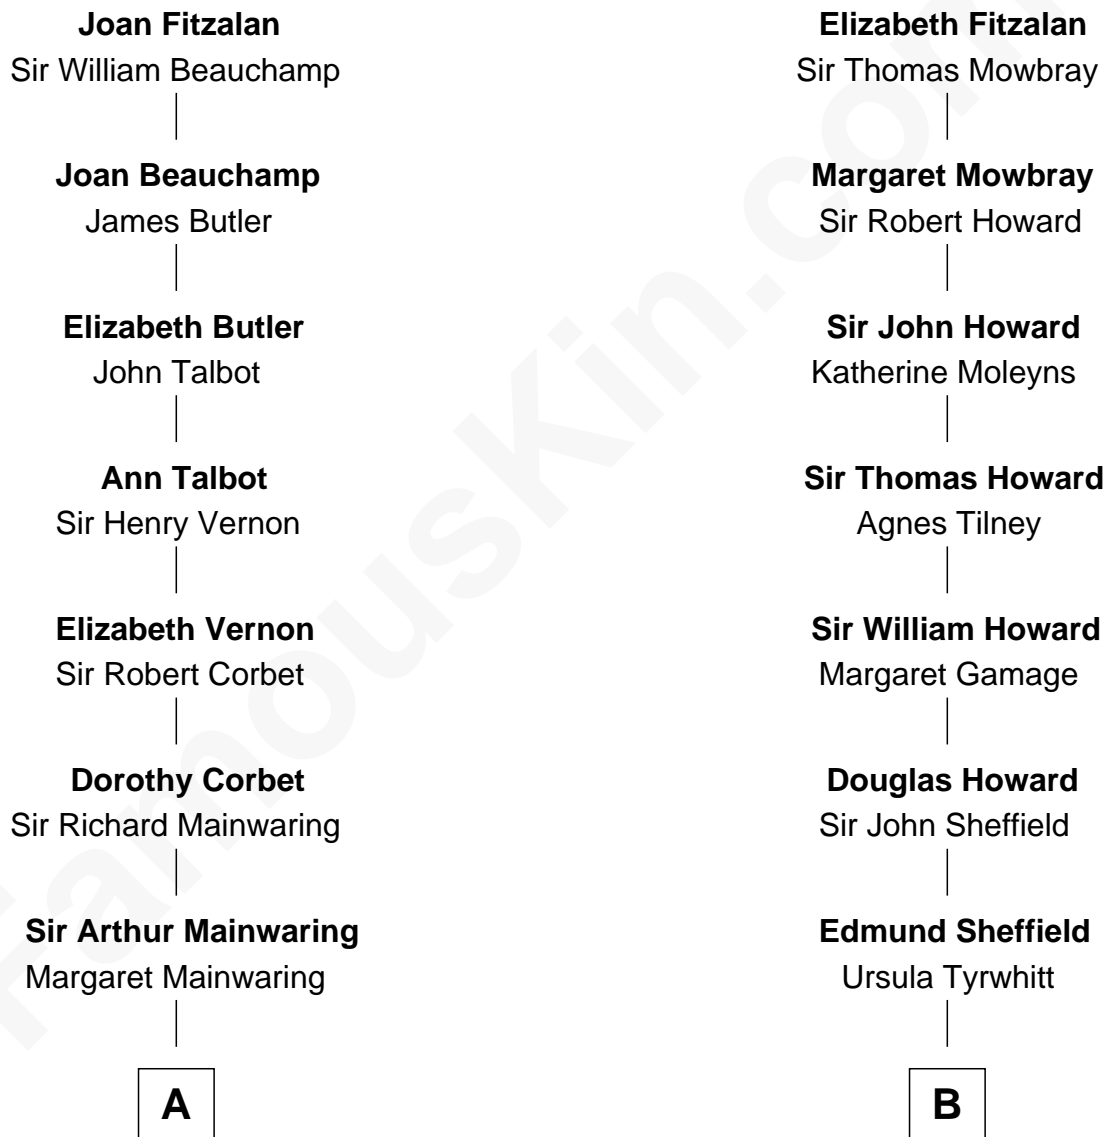 Joan Fitzalan
Sir William Beauchamp
Joan Beauchamp
James Butler
Elizabeth Butler
John Talbot
Ann Talbot
Sir Henry Vernon
Elizabeth Vernon
Sir Robert Corbet
Dorothy Corbet
Sir Richard Mainwaring
Sir Arthur Mainwaring
Margaret Mainwaring
A
Elizabeth Fitzalan
Sir Thomas Mowbray
Margaret Mowbray
Sir Robert Howard
Sir John Howard
Katherine Moleyns
Sir Thomas Howard
Agnes Tilney
Sir William Howard
Margaret Gamage
Douglas Howard
Sir John Sheffield
Edmund Sheffield
Ursula Tyrwhitt
B
FamousKin.com